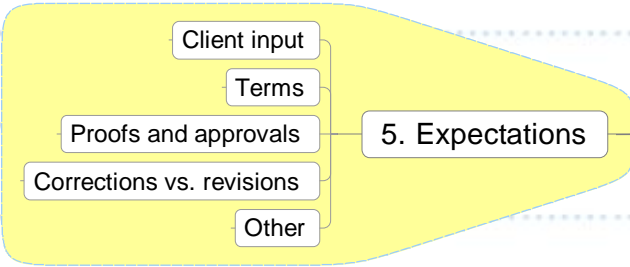 Client input
Terms
Proofs and approvals
5. Expectations
Corrections vs. revisions
Other